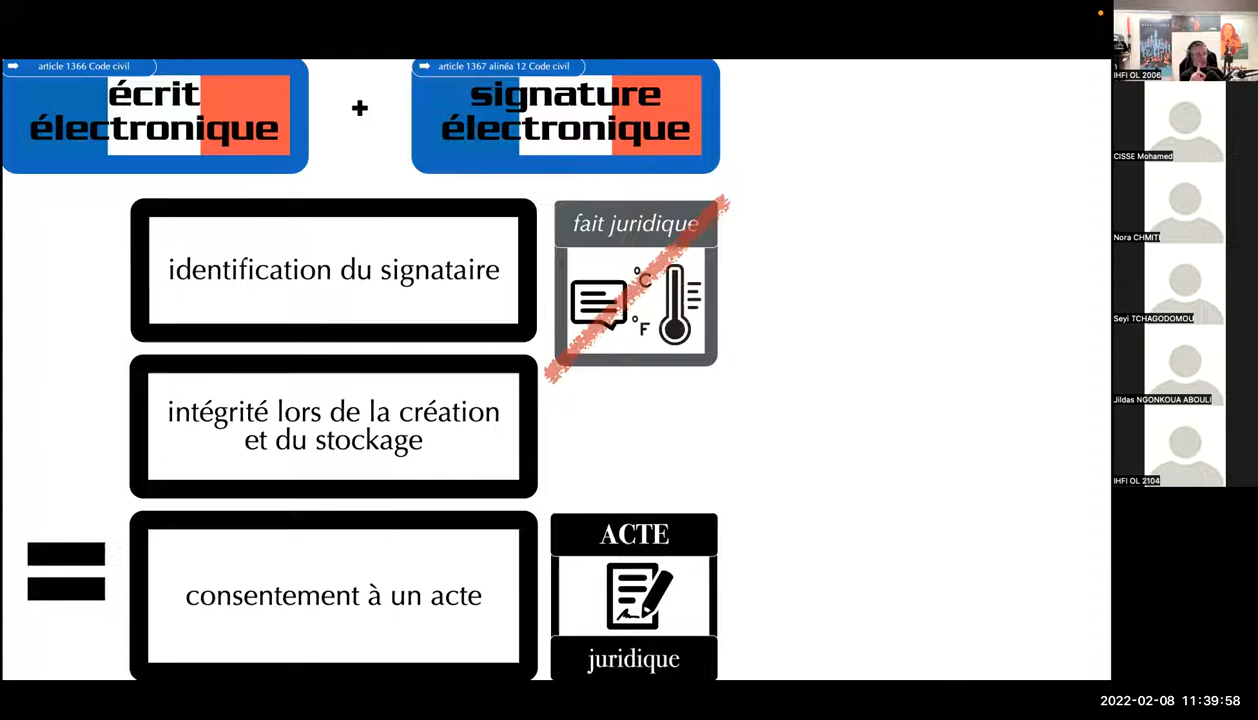 article 1366 Code civil
écrit
électronique
+
article 1367 alinéa 12 Code civil
signature
électronique
identification du signataire
fait juridique
°C
°F
intégrité lors de la création
et du stockage
consentement à un acte
ACTE
juridique
IHFI OL 2006
CISSE Mohamed
Nora CHMITI
Seyi TCHAGODOMOU
Jildas NGONKOUA ABOULI
IHFI OL 2104
2022-02-08 11:39:58